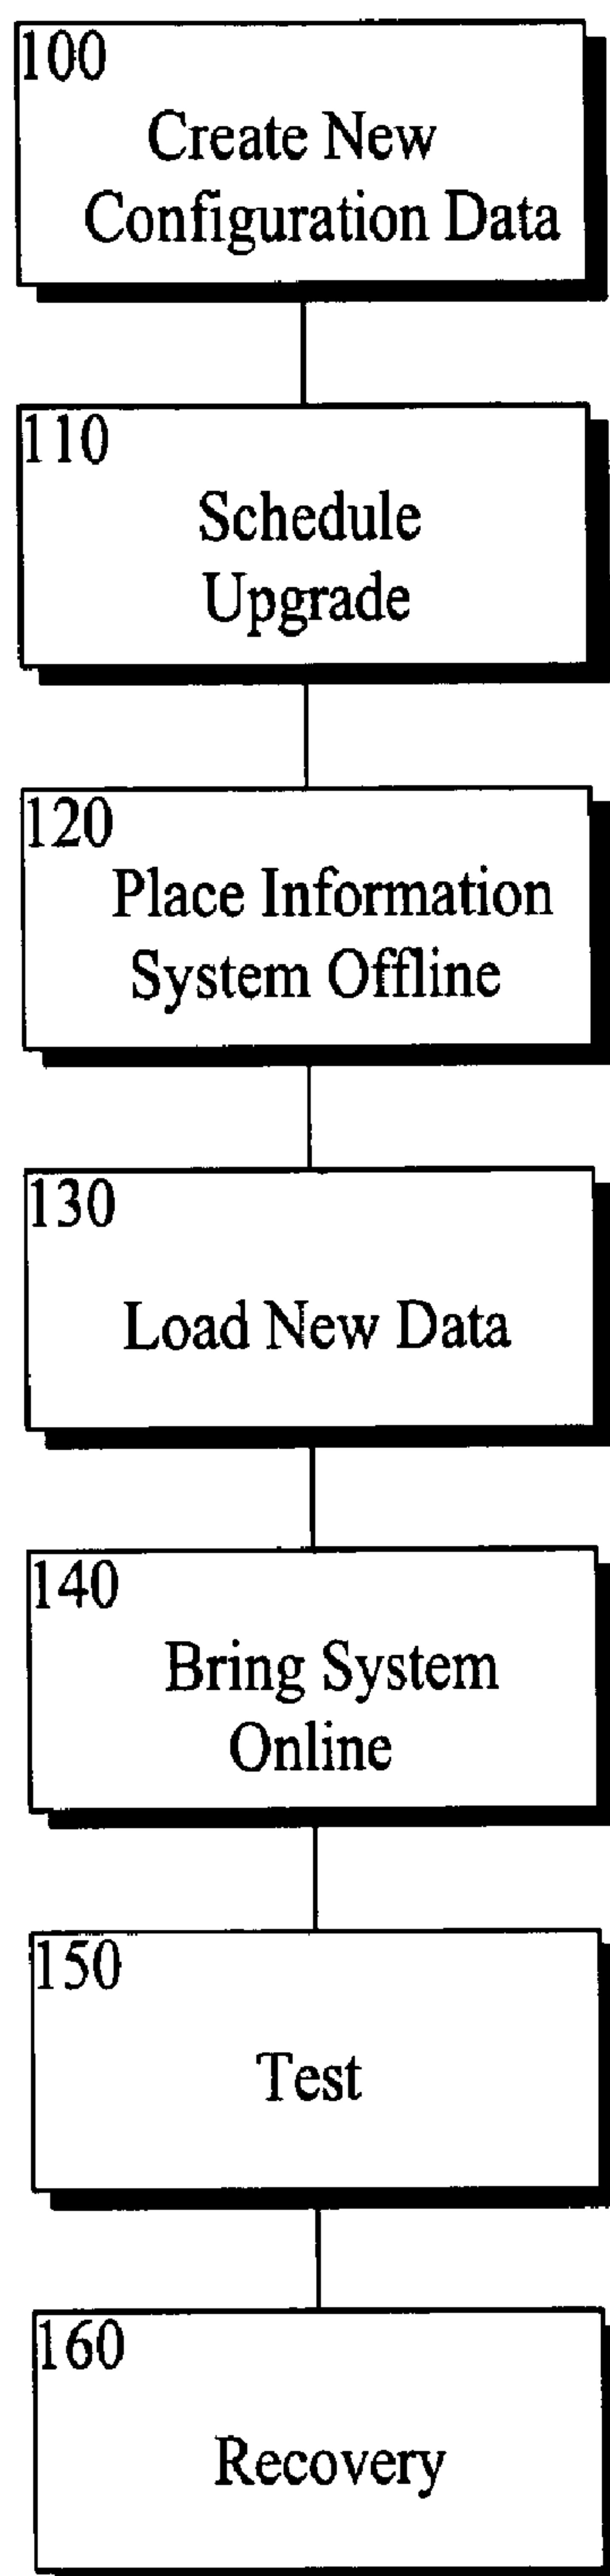 100
Create New
Configuration Data
110
Schedule
Upgrade
120
Place Information
System Offline
130
Load New Data
140
Bring System
Online
150
Test
160
Recovery